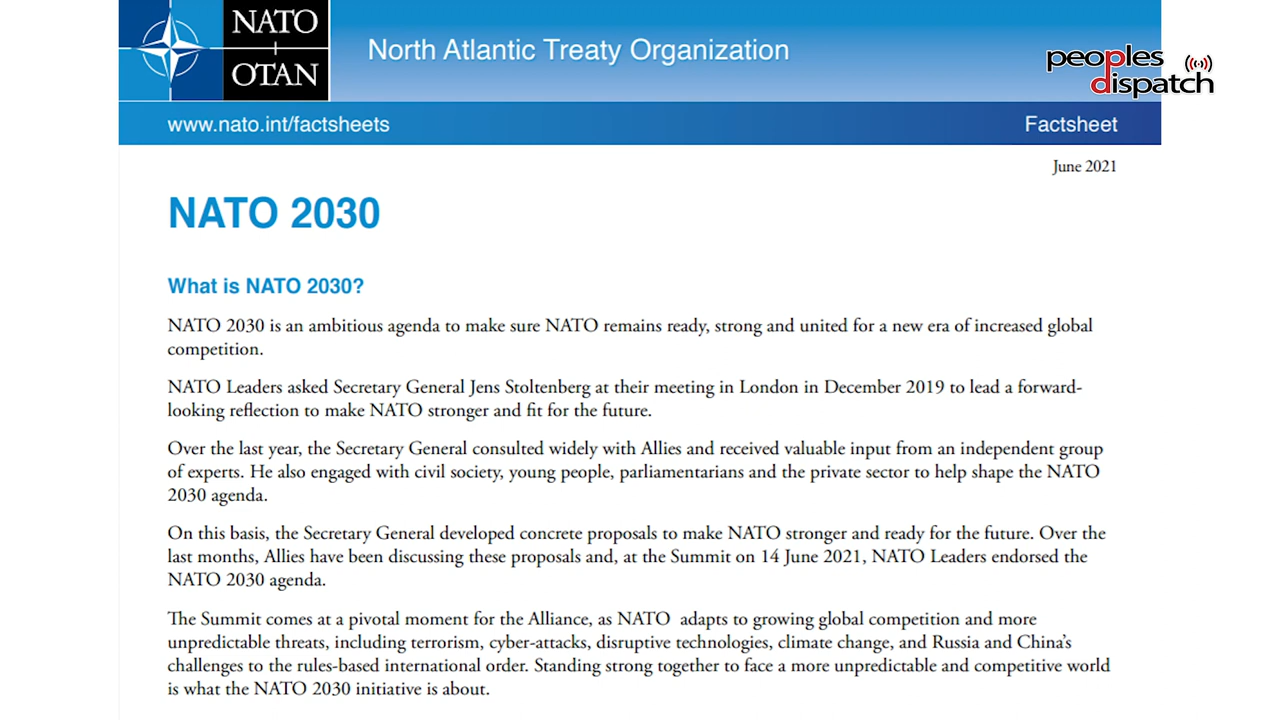 NATO
OTAN
North Atlantic Treaty Organization
peoples
dispatch
www.nato.int/factsheets
Factsheet
June 2021
NATO 2030
What is NATO 2030?
NATO 2030 is an ambitious agenda to make sure NATO remains ready, strong and united for a new era of increased global
competition.
NATO Leaders asked Secretary General Jens Stoltenberg at their meeting in London in December 2019 to lead a forward-
looking reflection to make NATO stronger and fit for the future.
Over the last year, the Secretary General consulted widely with Allies and received valuable input from an independent group
of experts. He also engaged with civil society, young people, parliamentarians and the private sector to help shape the NATO
2030 agenda.
On this basis, the Secretary General developed concrete proposals to make NATO stronger and ready for the future. Over the
last months, Allies have been discussing these proposals and, at the Summit on 14 June 2021, NATO Leaders endorsed the
NATO 2030 agenda.
The Summit comes at a pivotal moment for the Alliance, as NATO adapts to growing global competition and more
unpredictable threats, including terrorism, cyber-attacks, disruptive technologies, climate change, and Russia and China's
challenges to the rules-based international order. Standing strong together to face a more unpredictable and competitive world
is what the NATO 2030 initiative is about.